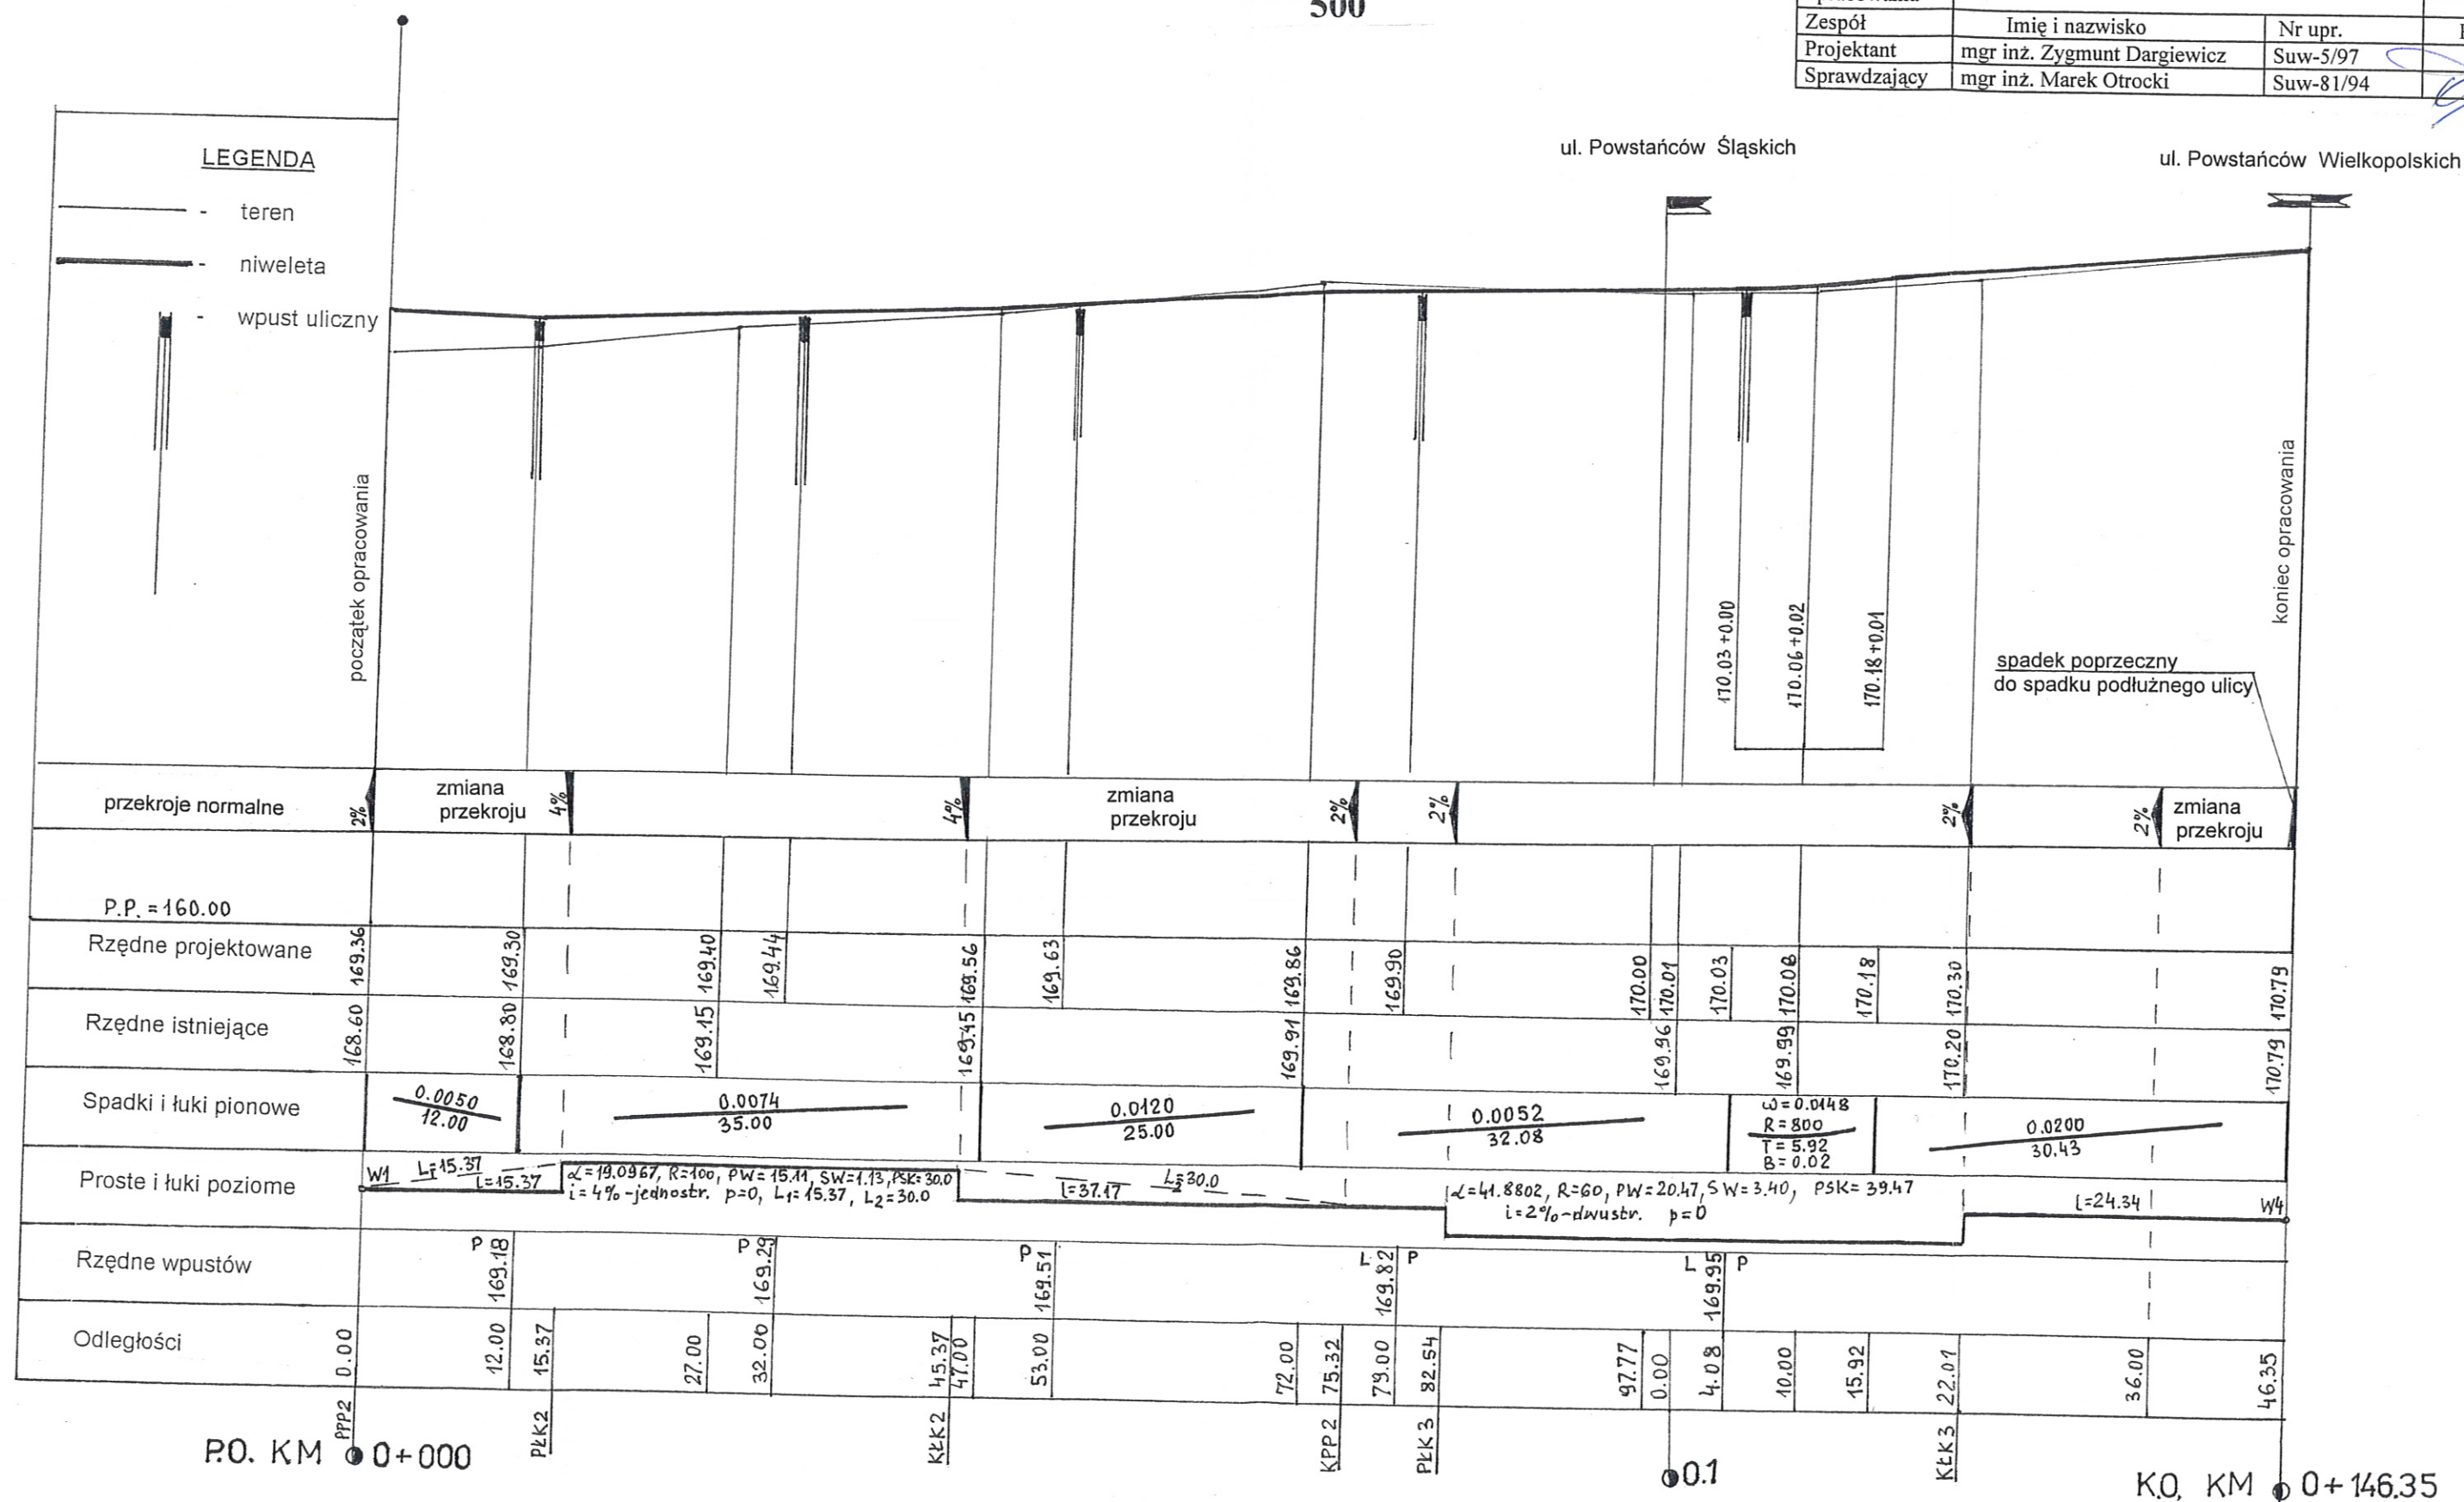 500
Zespół Imię i nazwisko Nr upr.
Projektant mgr inż. Zygmunt Dargiewicz Suw-5/97
Sprawdzający mgr inż. Marek Otrocki Suw-81/94
ul. Powstańców Śląskich
ul. Powstańców Wielkopolskich
LEGENDA
- teren
- niweleta
- wpust uliczny
początek opracowania
koniec opracowania
170.03 +0.00
170.06 +0.02
170.18 +0.01
spadek poprzeczny
do spadku podłużnego ulicy
przekroje normalne
2%
zmiana
przekroju
4%
4%
zmiana
przekroju
2%
2%
2%
2%
zmiana
przekroju
P.P. = 160.00
Rzędne projektowane
169.36 169.30 169.40 169.44 169.56 169.63 169.86 169.90 170.00 170.01 170.03 170.08 170.18 170.30 170.79
Rzędne istniejące
168.60 168.80 169.15 169.45 169.91 169.96 169.99 170.20 170.79
Spadki i łuki pionowe
0.0050
12.00
0.0074
35.00
0.0120
25.00
0.0052
32.08
ω=0.0148
R=800
T=5.92
B=0.02
0.0200
30.43
Proste i łuki poziome
W1 L1=15.37
l=15.37
α=19.0967, R=100, PW=15.11, SW=1.13, PSK=30.0
i=4%-jednostr. p=0, L1=15.37, L2=30.0
L2=30.0
l=37.17
α=41.8802, R=60, PW=20.47, SW=3.40, PSK=39.47
i=2%-dwustr. p=0
l=24.34 W4
Rzędne wpustów
P 169.18 P 169.29 P 169.51 L 169.82 P L 169.95 P
Odległości
0.00 12.00 15.37 27.00 32.00 45.37 47.00 53.00 72.00 75.32 79.00 82.54 97.77 0.00 4.08 10.00 15.92 22.01 36.00 46.35
PPP2 PŁK2 KŁK2 KPP2 PŁK3 KŁK3
P.O. KM 0+000
0.1
K.O. KM 0+146.35